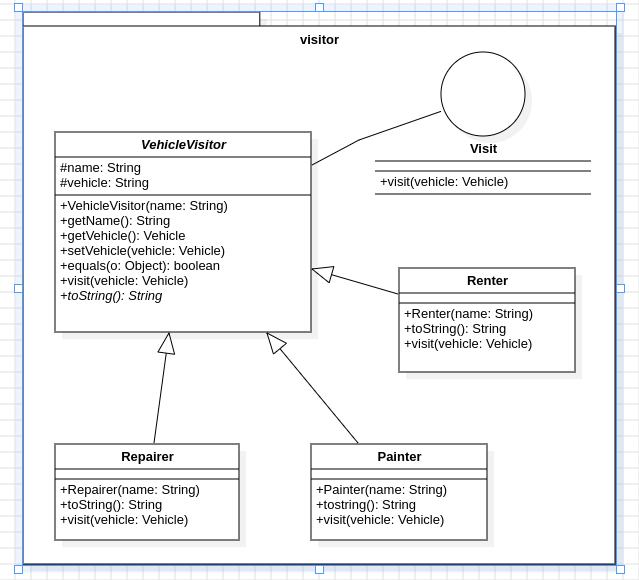 visitor
VehicleVisitor
#name: String
#vehicle: String
+VehicleVisitor(name: String)
+getName(): String
+getVehicle(): Vehicle
+setVehicle(vehicle: Vehicle)
+equals(o: Object): boolean
+visit(vehicle: Vehicle)
+toString(): String
Visit
+visit(vehicle: Vehicle)
Renter
+Renter(name: String)
+toString(): String
+visit(vehicle: Vehicle)
Repairer
+Repairer(name: String)
+toString(): String
+visit(vehicle: Vehicle)
Painter
+Painter(name: String)
+tostring(): String
+visit(vehicle: Vehicle)